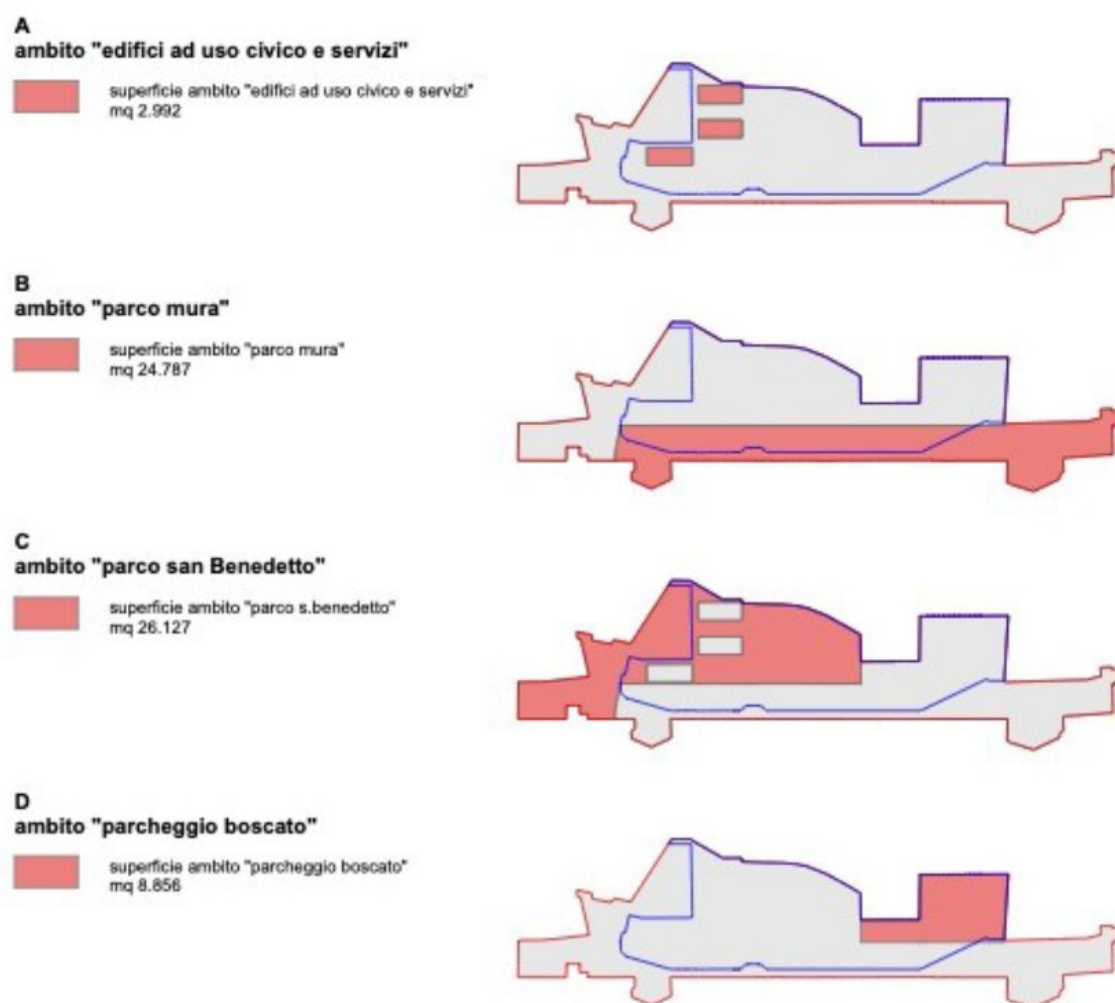 A
ambito "edifici ad uso civico e servizi"
superficie ambito "edifici ad uso civico e servizi"
mq 2.992
B
ambito "parco mura"
superficie ambito "parco mura"
mq 24.787
C
ambito "parco san Benedetto"
superficie ambito "parco s.benedetto"
mq 26.127
D
ambito "parcheggio boscato"
superficie ambito "parcheggio boscato"
mq 8.856